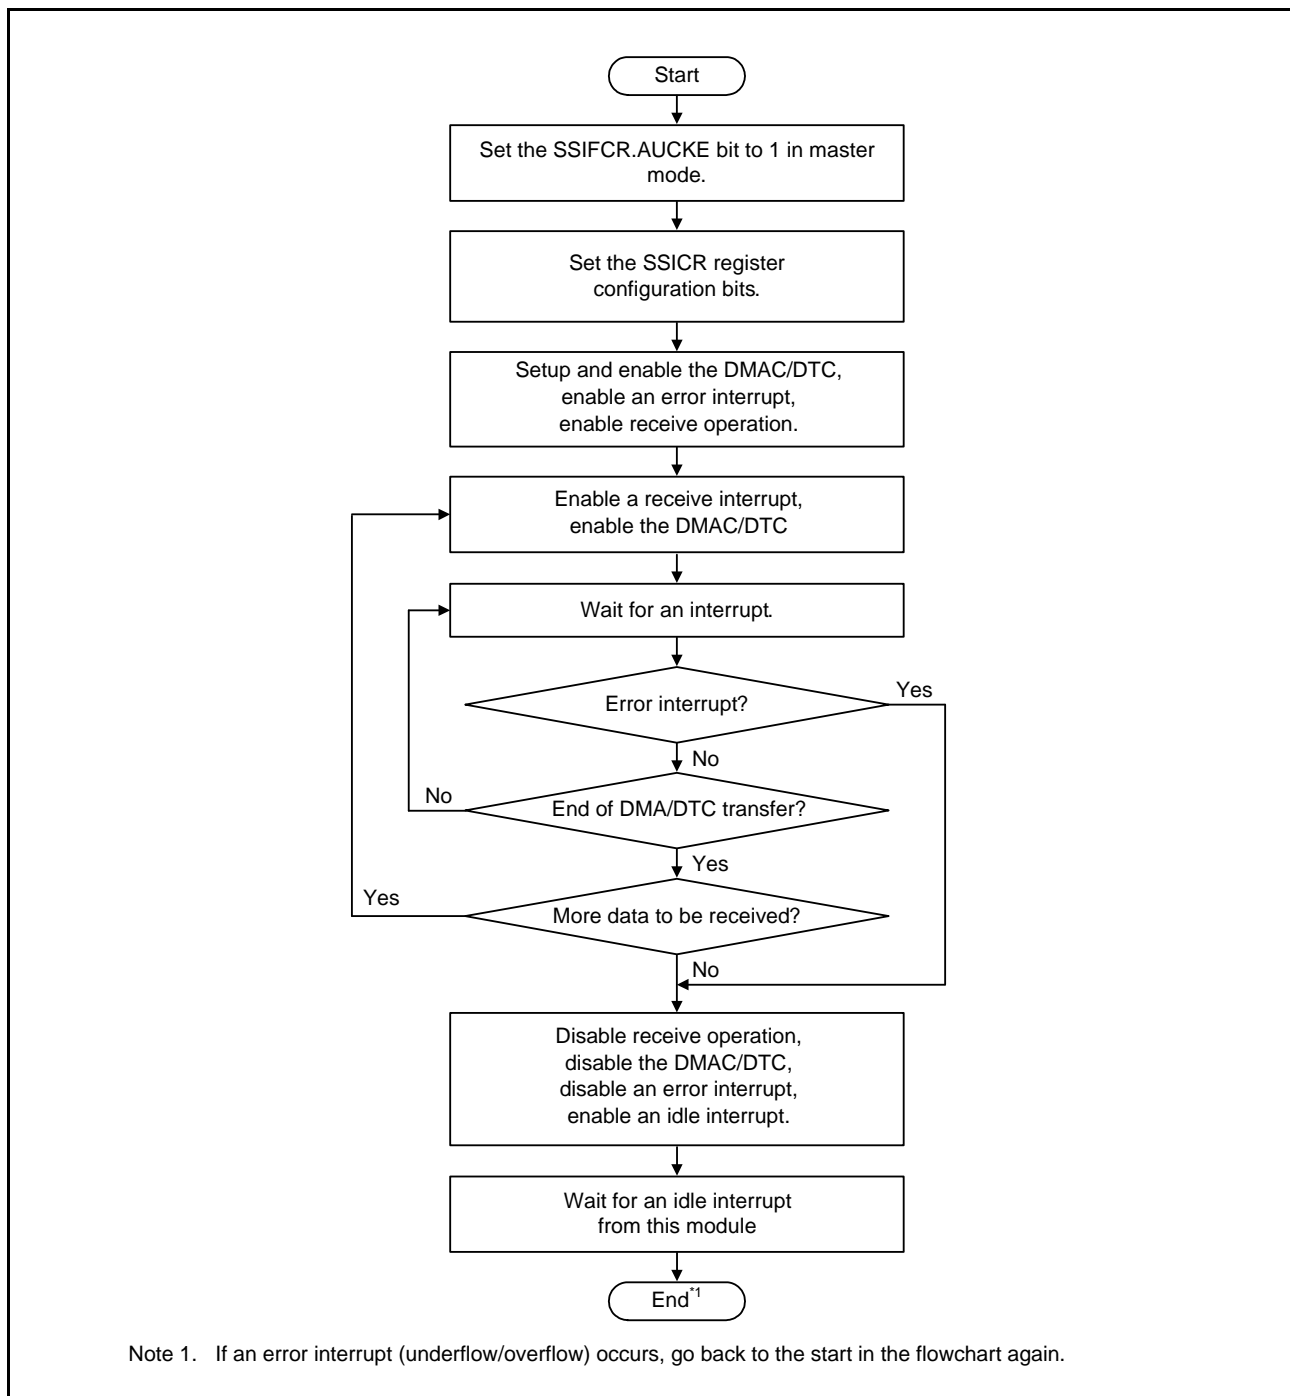 Start
Set the SSIFCR.AUCKE bit to 1 in master
mode.
Set the SSICR register
configuration bits.
Setup and enable the DMAC/DTC,
enable an error interrupt,
enable receive operation.
Enable a receive interrupt,
enable the DMAC/DTC
Wait for an interrupt.
Error interrupt?
Yes
No
End of DMA/DTC transfer?
No
Yes
More data to be received?
Yes
No
Disable receive operation,
disable the DMAC/DTC,
disable an error interrupt,
enable an idle interrupt.
Wait for an idle interrupt
from this module
End*1
Note 1. If an error interrupt (underflow/overflow) occurs, go back to the start in the flowchart again.